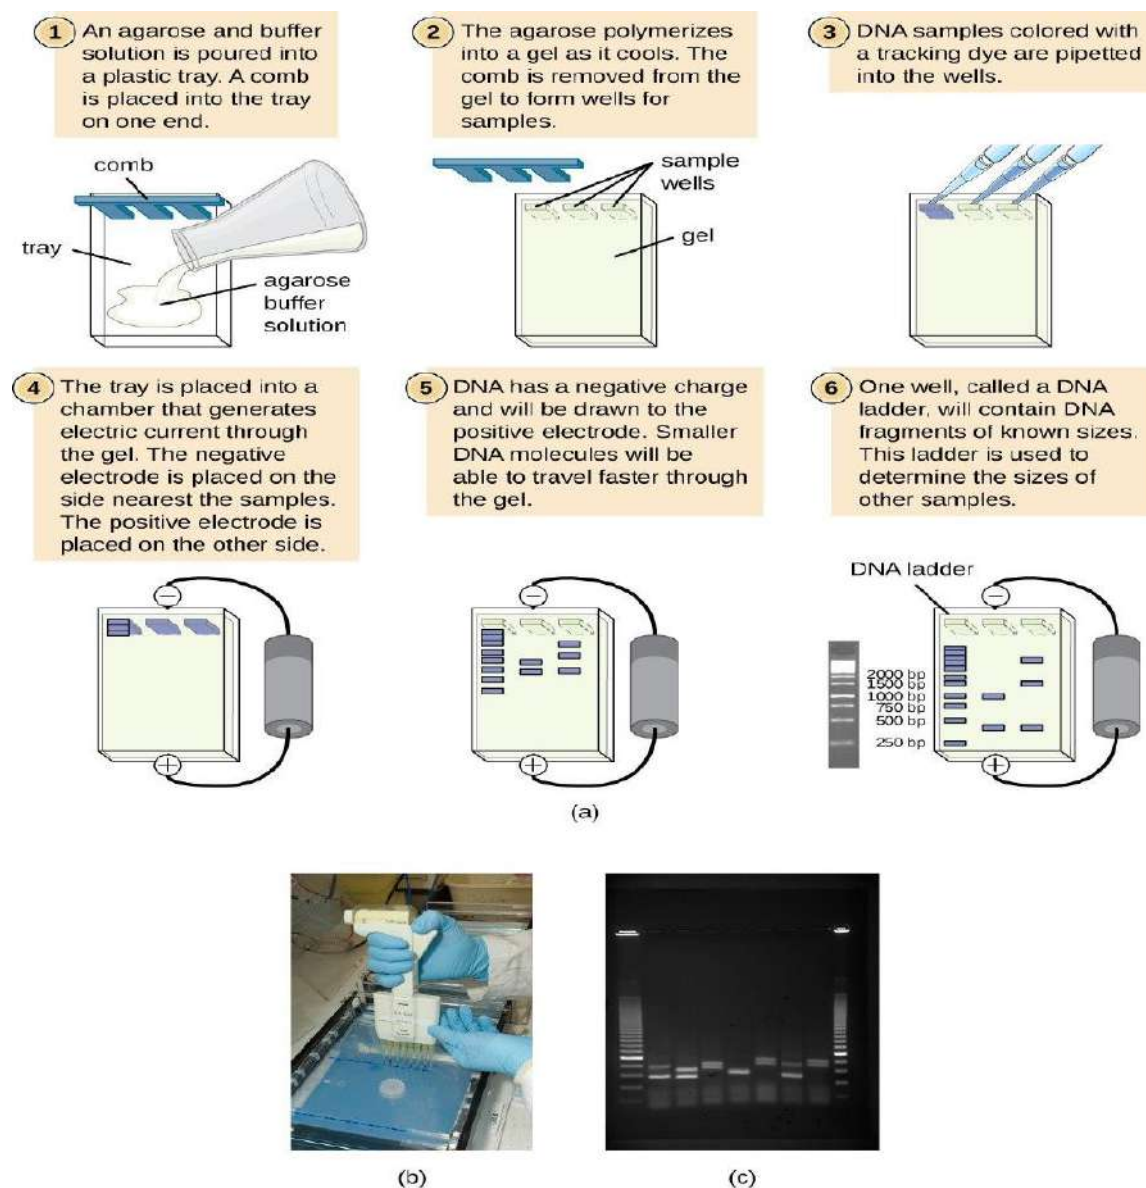 1 An agarose and buffer
solution is poured into
a plastic tray. A comb
is placed into the tray
on one end.
2 The agarose polymerizes
into a gel as it cools. The
comb is removed from the
gel to form wells for
samples.
3 DNA samples colored with
a tracking dye are pipetted
into the wells.
comb
tray
agarose
buffer
solution
sample
wells
gel
4 The tray is placed into a
chamber that generates
electric current through
the gel. The negative
electrode is placed on the
side nearest the samples.
The positive electrode is
placed on the other side.
5 DNA has a negative charge
and will be drawn to the
positive electrode. Smaller
DNA molecules will be
able to travel faster through
the gel.
6 One well, called a DNA
ladder, will contain DNA
fragments of known sizes.
This ladder is used to
determine the sizes of
other samples.
−
+
−
+
DNA ladder
−
2000 bp
1500 bp
1000 bp
750 bp
500 bp
250 bp
+
(a)
(b)
(c)